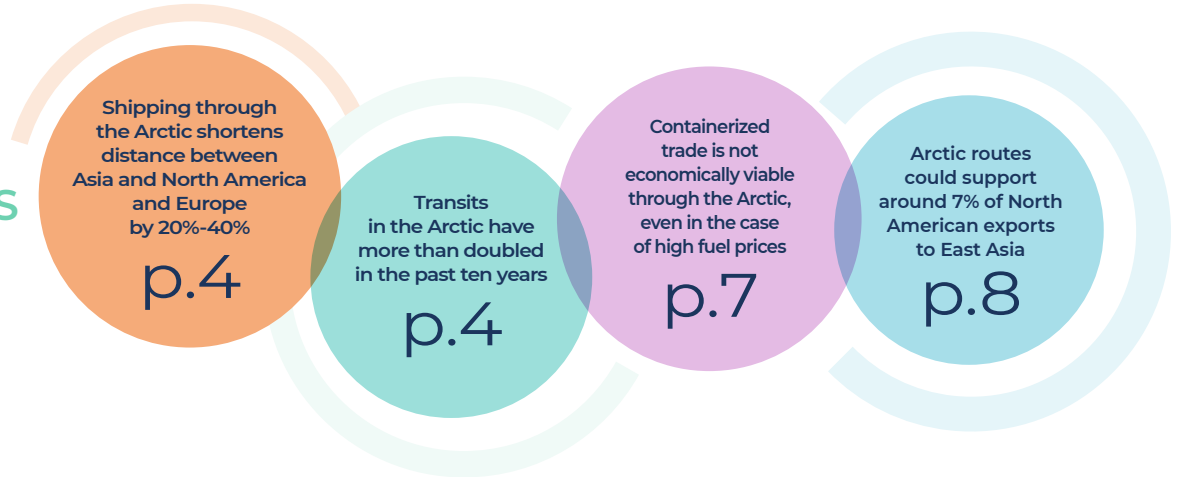 Shipping through
the Arctic shortens
distance between
Asia and North America
and Europe
by 20%-40%
p.4
s
Transits
in the Arctic have
more than doubled
in the past ten years
p.4
Containerized
trade is not
economically viable
through the Arctic,
even in the case
of high fuel prices
p.7
Arctic routes
could support
around 7% of North
American exports
to East Asia
p.8